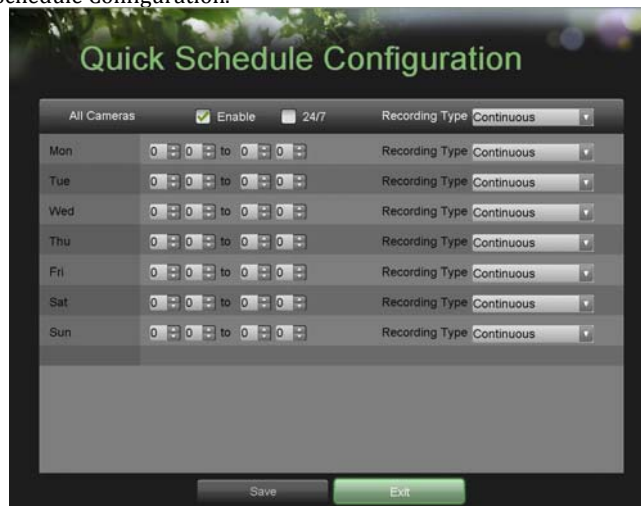 Schedule Configuration.
Quick Schedule Configuration
All Cameras Enable 24/7 Recording Type Continuous
Mon 0 0 to 0 0 Recording Type Continuous
Tue 0 0 to 0 0 Recording Type Continuous
Wed 0 0 to 0 0 Recording Type Continuous
Thu 0 0 to 0 0 Recording Type Continuous
Fri 0 0 to 0 0 Recording Type Continuous
Sat 0 0 to 0 0 Recording Type Continuous
Sun 0 0 to 0 0 Recording Type Continuous
Save Exit